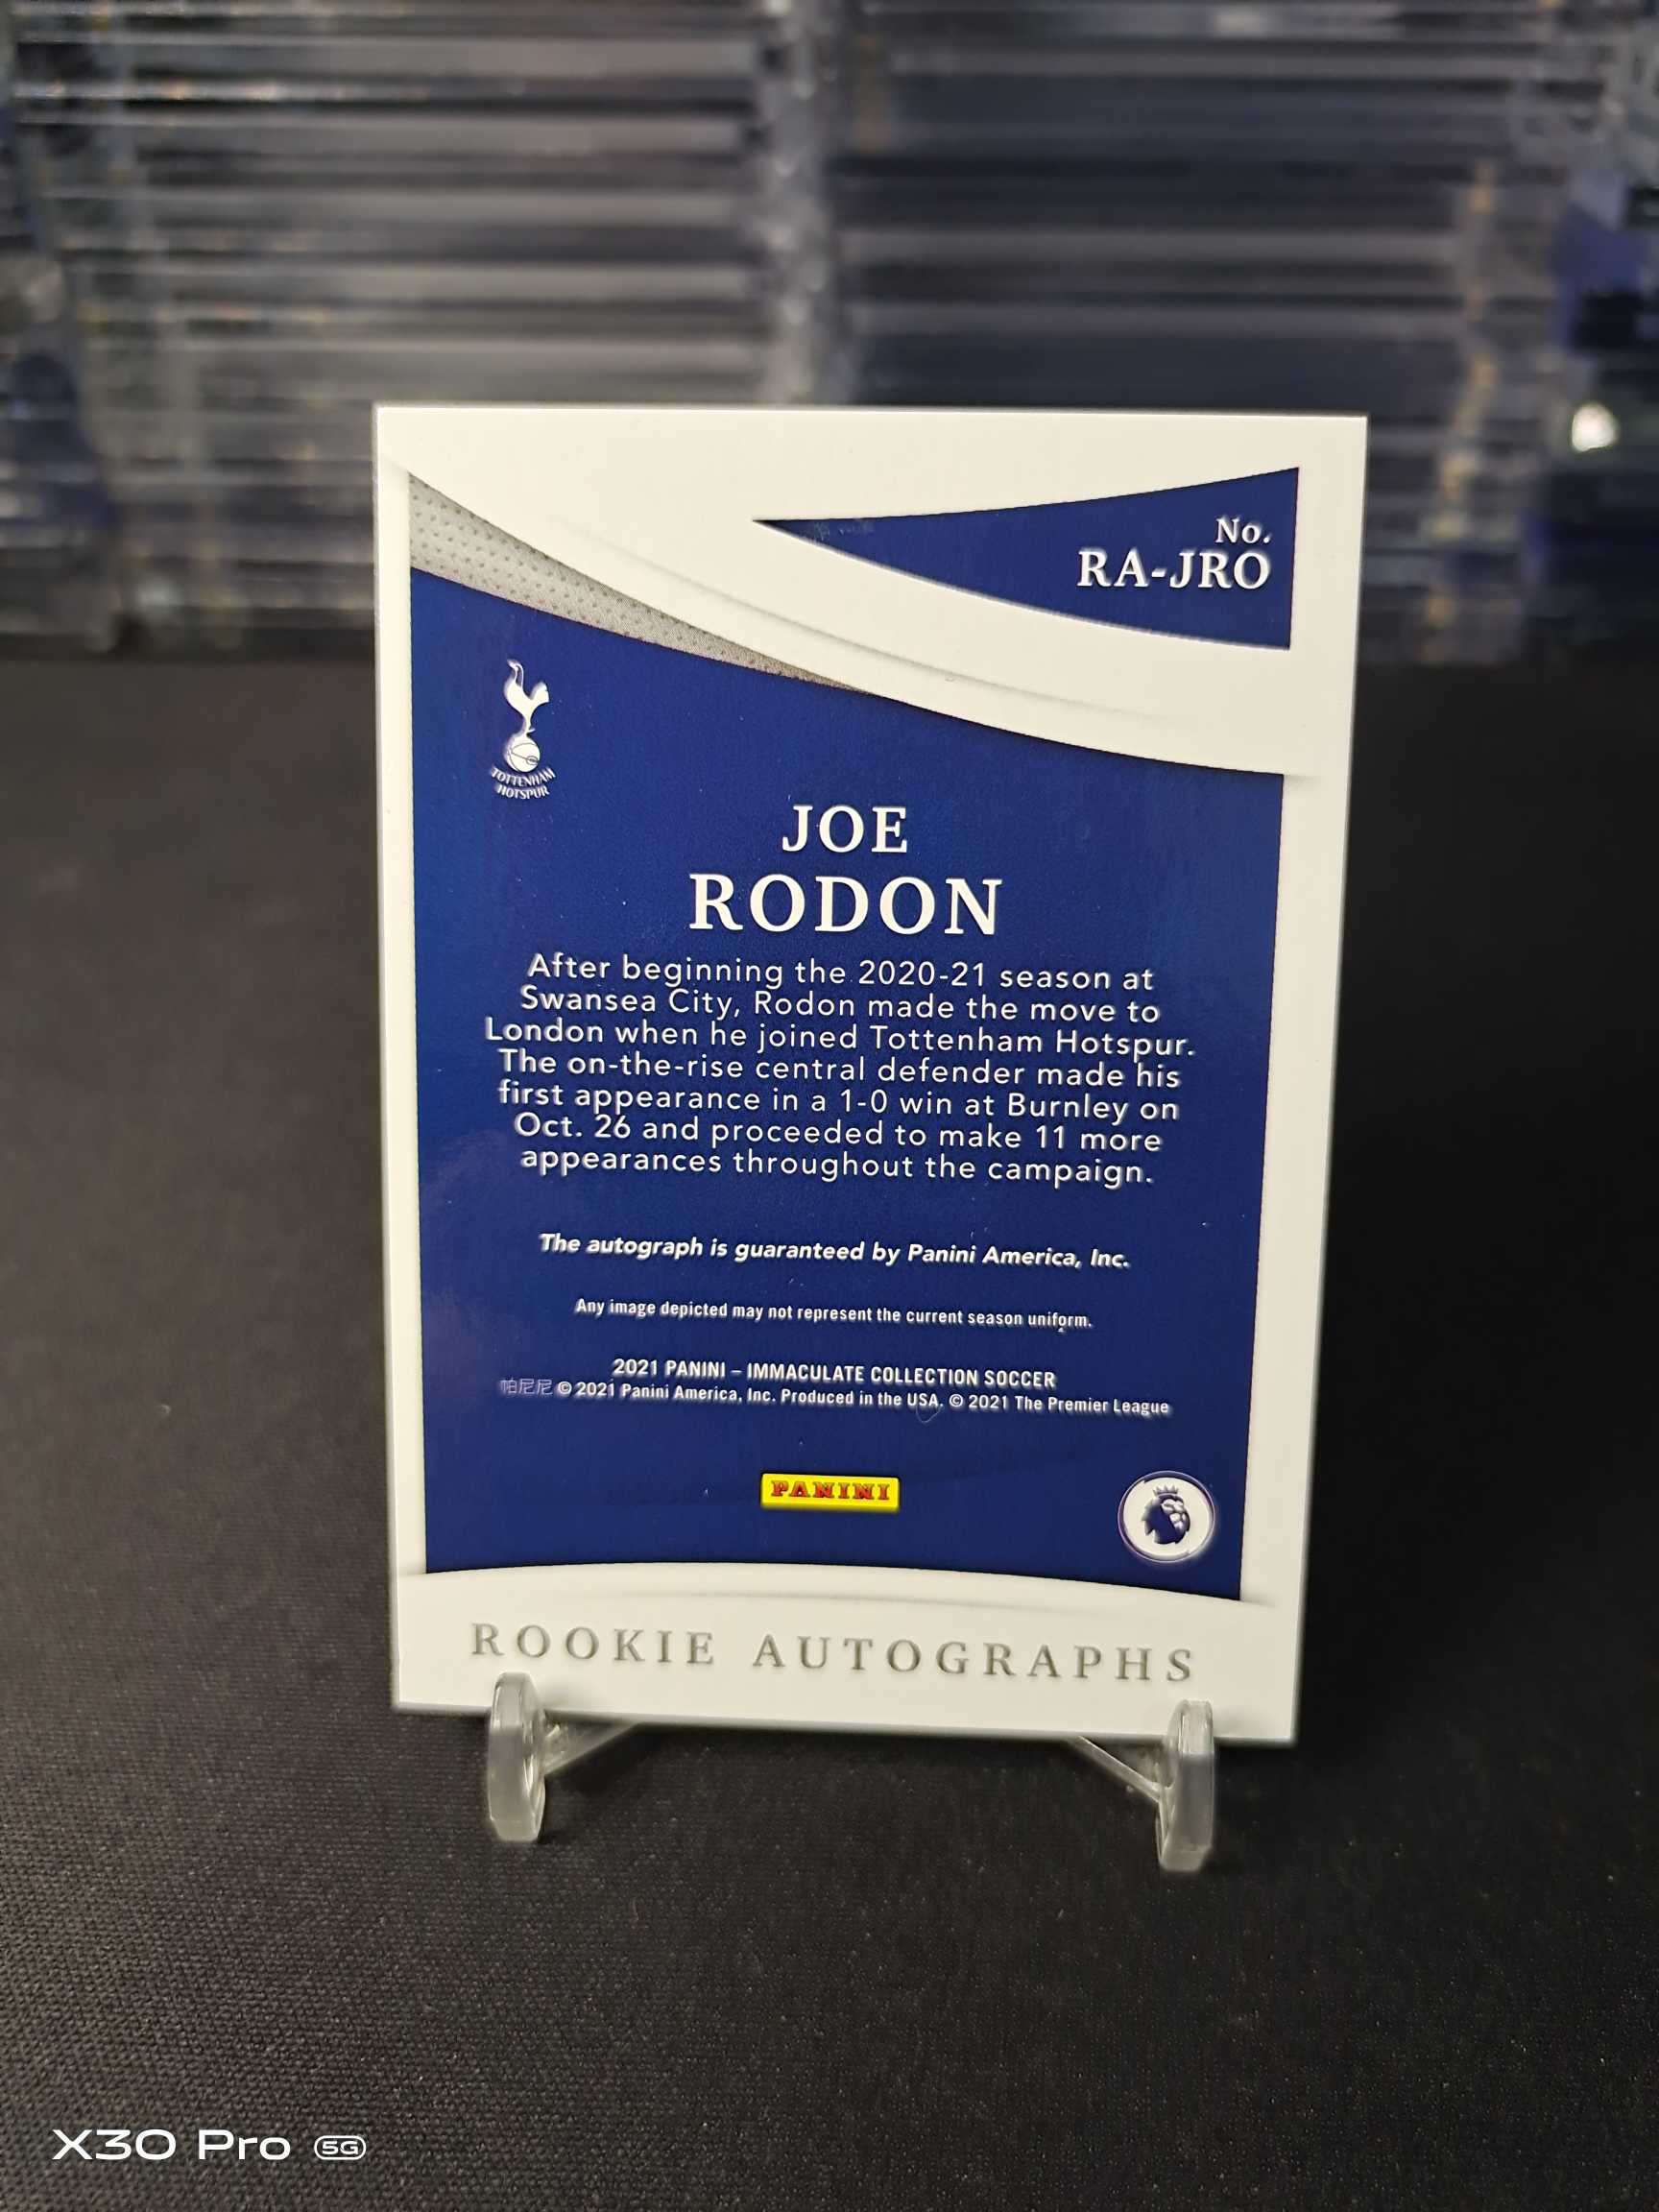 No.
RA-JRO
TOTTENHAM
HOTSPUR
JOE
RODON
After beginning the 2020-21 season at
Swansea City, Rodon made the move to
London when he joined Tottenham Hotspur.
The on-the-rise central defender made his
first appearance in a 1-0 win at Burnley on
Oct. 26 and proceeded to make 11 more
appearances throughout the campaign.
The autograph is guaranteed by Panini America, Inc.
Any image depicted may not represent the current season uniform.
2021 PANINI – IMMACULATE COLLECTION SOCCER
帕尼尼 © 2021 Panini America, Inc. Produced in the USA. © 2021 The Premier League
PANINI
ROOKIE AUTOGRAPHS
X30 Pro 5G